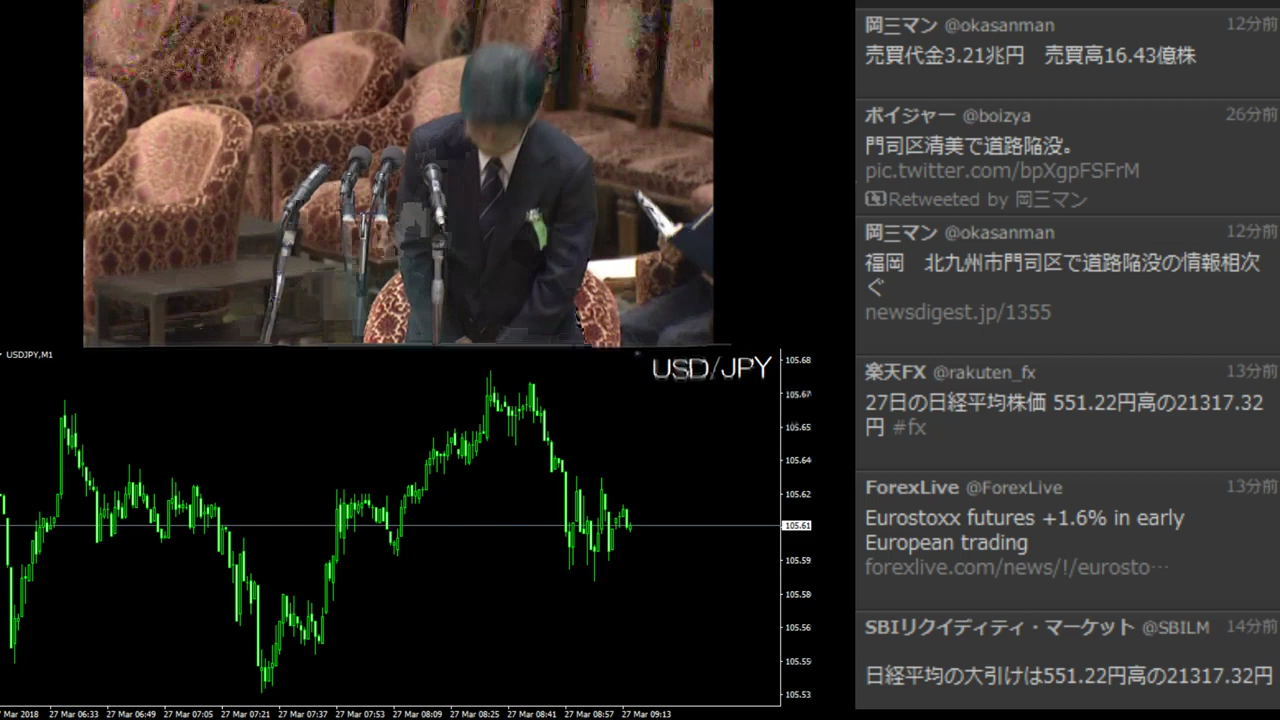 USDJPY,M1
USD/JPY
105.68
105.67
105.65
105.64
105.62
105.61
105.59
105.58
105.56
105.55
105.53
Mar 2018
27 Mar 06:33
27 Mar 06:49
27 Mar 07:05
27 Mar 07:21
27 Mar 07:37
27 Mar 07:53
27 Mar 08:09
27 Mar 08:25
27 Mar 08:41
27 Mar 08:57
27 Mar 09:13
岡三マン @okasanman 12分前
売買代金3.21兆円　売買高16.43億株
ボイジャー @boizya 26分前
門司区清美で道路陥没。
pic.twitter.com/bpXgpFSFrM
Retweeted by 岡三マン
岡三マン @okasanman 12分前
福岡　北九州市門司区で道路陥没の情報相次
ぐ
newsdigest.jp/1355
楽天FX @rakuten_fx 13分前
27日の日経平均株価 551.22円高の21317.32
円 #fx
ForexLive @ForexLive 13分前
Eurostoxx futures +1.6% in early
European trading
forexlive.com/news/!/eurosto…
SBIリクイディティ・マーケット @SBILM 14分前
日経平均の大引けは551.22円高の21317.32円